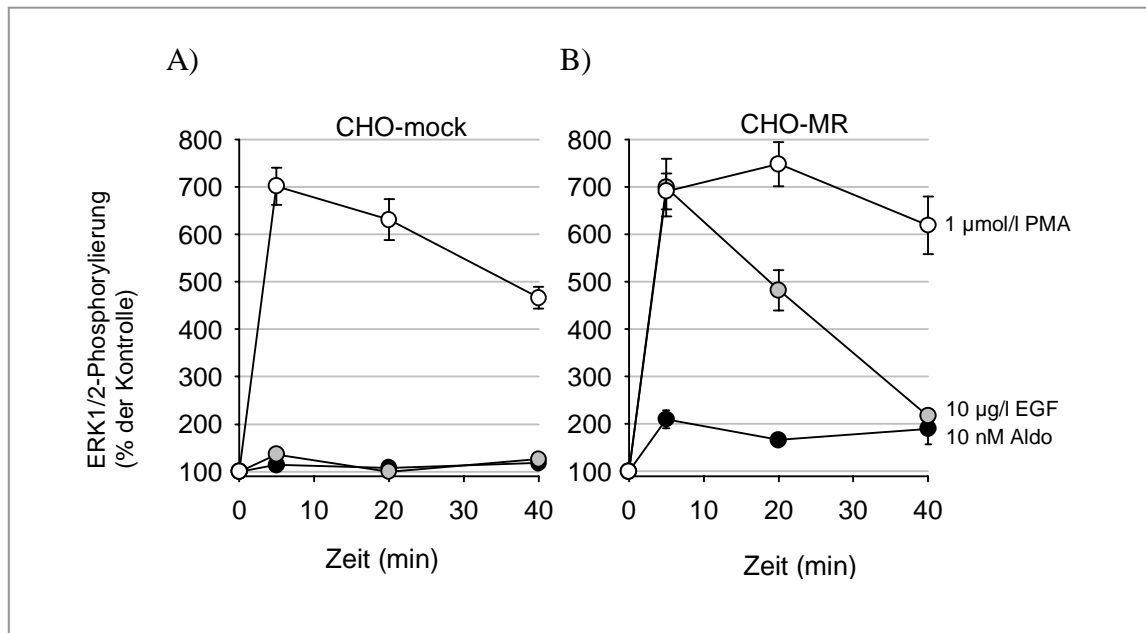 A)
B)
CHO-mock
CHO-MR
ERK1/2-Phosphorylierung
(% der Kontrolle)
800
700
600
500
400
300
200
100
0
10
20
30
40
Zeit (min)
800
700
600
500
400
300
200
100
0
10
20
30
40
Zeit (min)
1 µmol/l PMA
10 µg/l EGF
10 nM Aldo